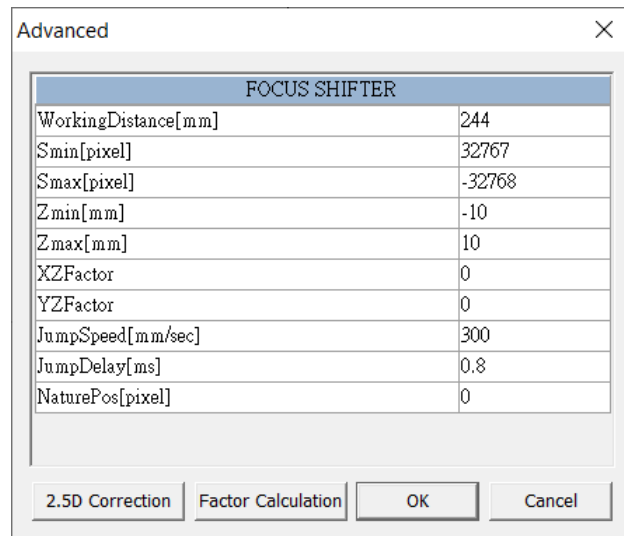 Advanced
FOCUS SHIFTER
WorkingDistance[mm] 244
Smin[pixel] 32767
Smax[pixel] -32768
Zmin[mm] -10
Zmax[mm] 10
XZFactor 0
YZFactor 0
JumpSpeed[mm/sec] 300
JumpDelay[ms] 0.8
NaturePos[pixel] 0
2.5D Correction Factor Calculation OK Cancel